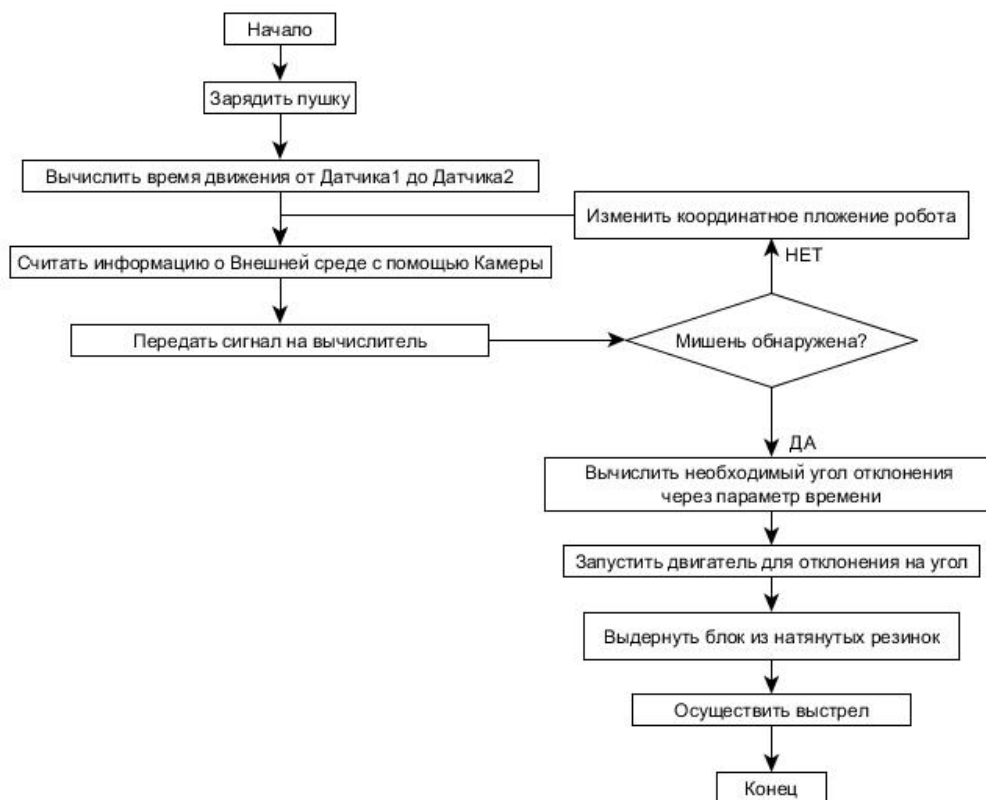 Начало
Зарядить пушку
Вычислить время движения от Датчика1 до Датчика2
Изменить координатное пложение робота
Считать информацию о Внешней среде с помощью Камеры
НЕТ
Передать сигнал на вычислитель
Мишень обнаружена?
ДА
Вычислить необходимый угол отклонения
через параметр времени
Запустить двигатель для отклонения на угол
Выдернуть блок из натянутых резинок
Осуществить выстрел
Конец